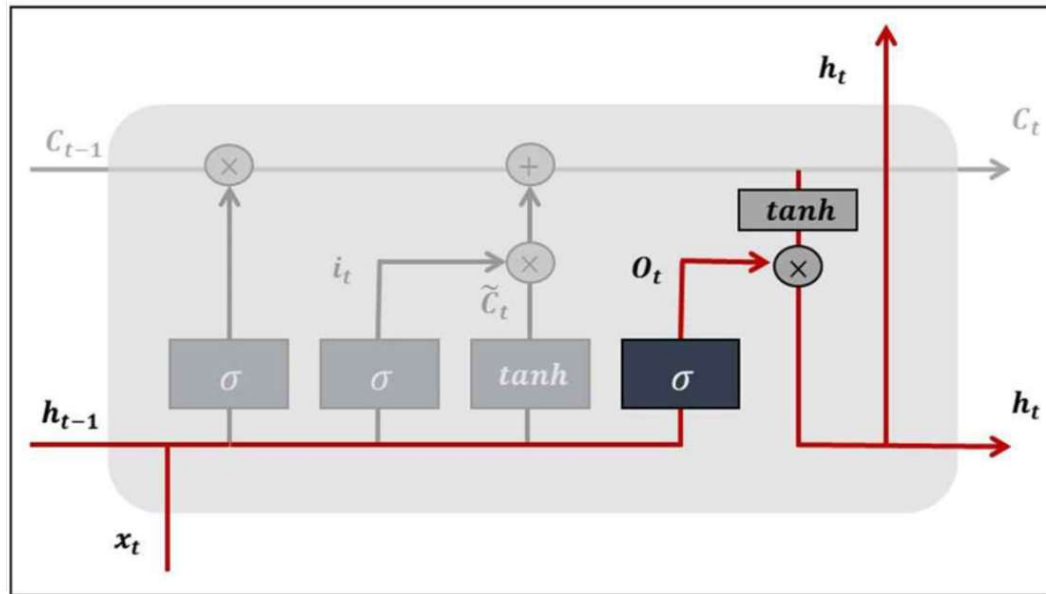 h_t
C_{t-1}
C_t
×
+
tanh
i_t
×
O_t
×
C̃_t
σ
σ
tanh
σ
h_{t-1}
h_t
x_t